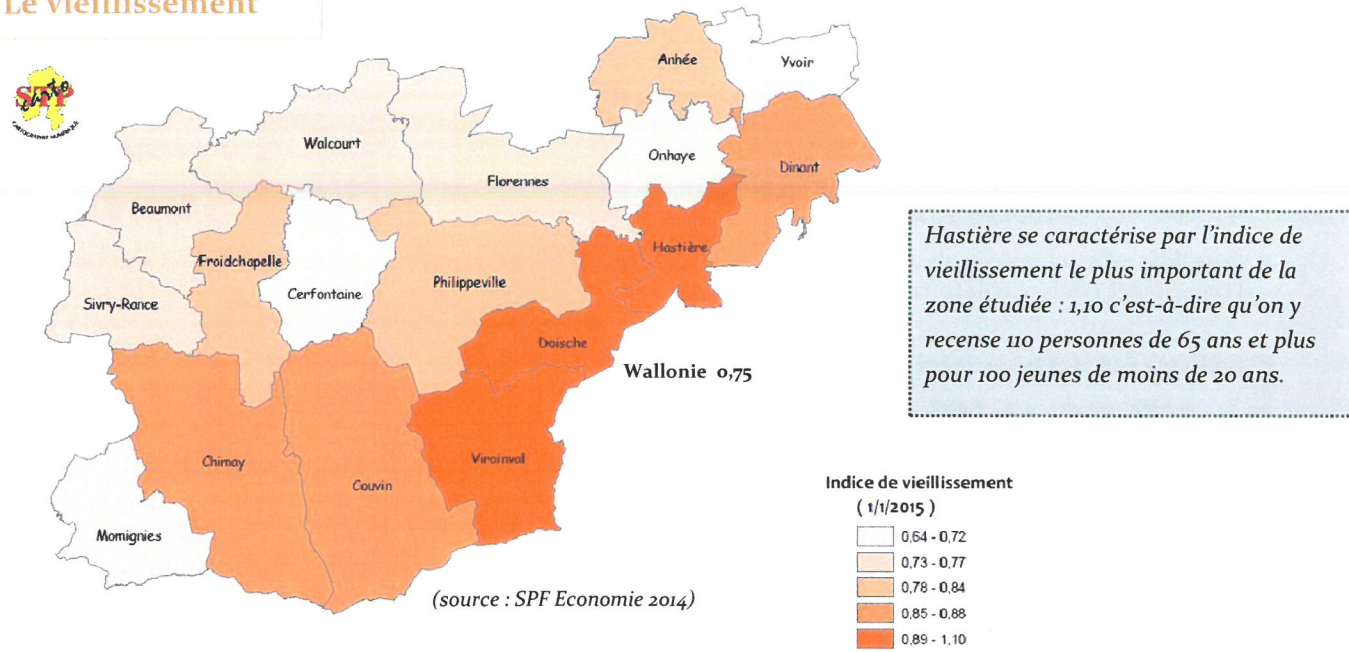 Le vieillissement
STP
carto
Anhée
Yvoir
Walcourt
Onhaye
Dinant
Florennes
Beaumont
Hastière
Froidchapelle
Philippeville
Cerfontaine
Sivry-Rance
Doische
Wallonie 0,75
Chimay
Viroinval
Couvin
Momignies
(source : SPF Economie 2014)
Hastière se caractérise par l'indice de
vieillissement le plus important de la
zone étudiée : 1,10 c'est-à-dire qu'on y
recense 110 personnes de 65 ans et plus
pour 100 jeunes de moins de 20 ans.
Indice de vieillissement
( 1/1/2015 )
0,64 - 0,72
0,73 - 0,77
0,78 - 0,84
0,85 - 0,88
0,89 - 1,10